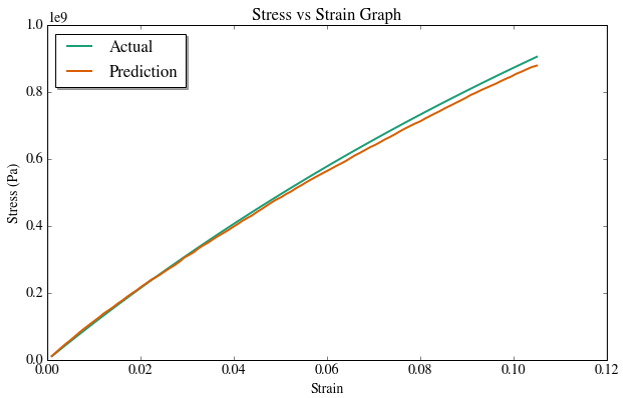 Stress vs Strain Graph
1e9
1.0
0.8
0.6
0.4
0.2
0.0
Stress (Pa)
Actual
Prediction
0.00 0.02 0.04 0.06 0.08 0.10 0.12
Strain